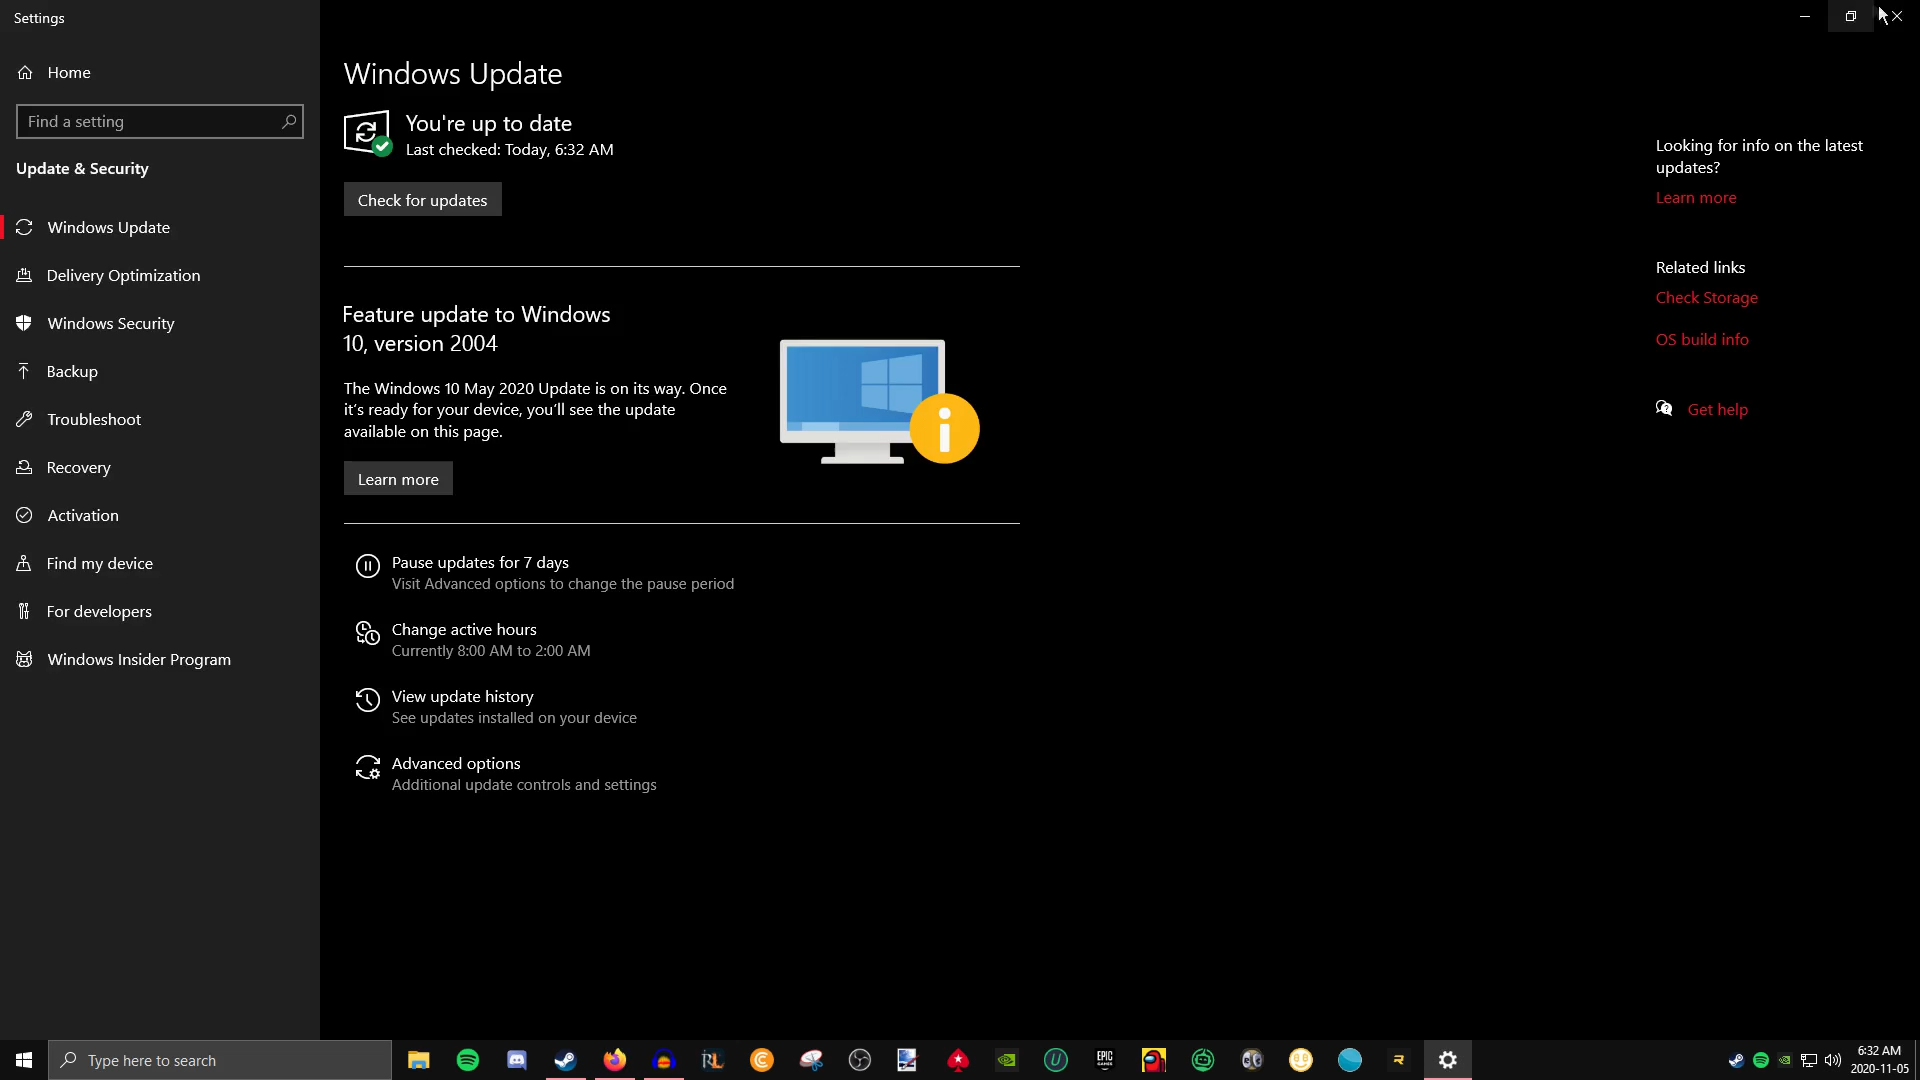 Settings
Home
Find a setting
Update & Security
Windows Update
Delivery Optimization
Windows Security
Backup
Troubleshoot
Recovery
Activation
Find my device
For developers
Windows Insider Program
Windows Update
You're up to date
Last checked: Today, 6:32 AM
Check for updates
Feature update to Windows
10, version 2004
The Windows 10 May 2020 Update is on its way. Once
it’s ready for your device, you’ll see the update
available on this page.
Learn more
Pause updates for 7 days
Visit Advanced options to change the pause period
Change active hours
Currently 8:00 AM to 2:00 AM
View update history
See updates installed on your device
Advanced options
Additional update controls and settings
Looking for info on the latest
updates?
Learn more
Related links
Check Storage
OS build info
Get help
Type here to search
RL
EPIC
GAMES
6:32 AM
2020-11-05